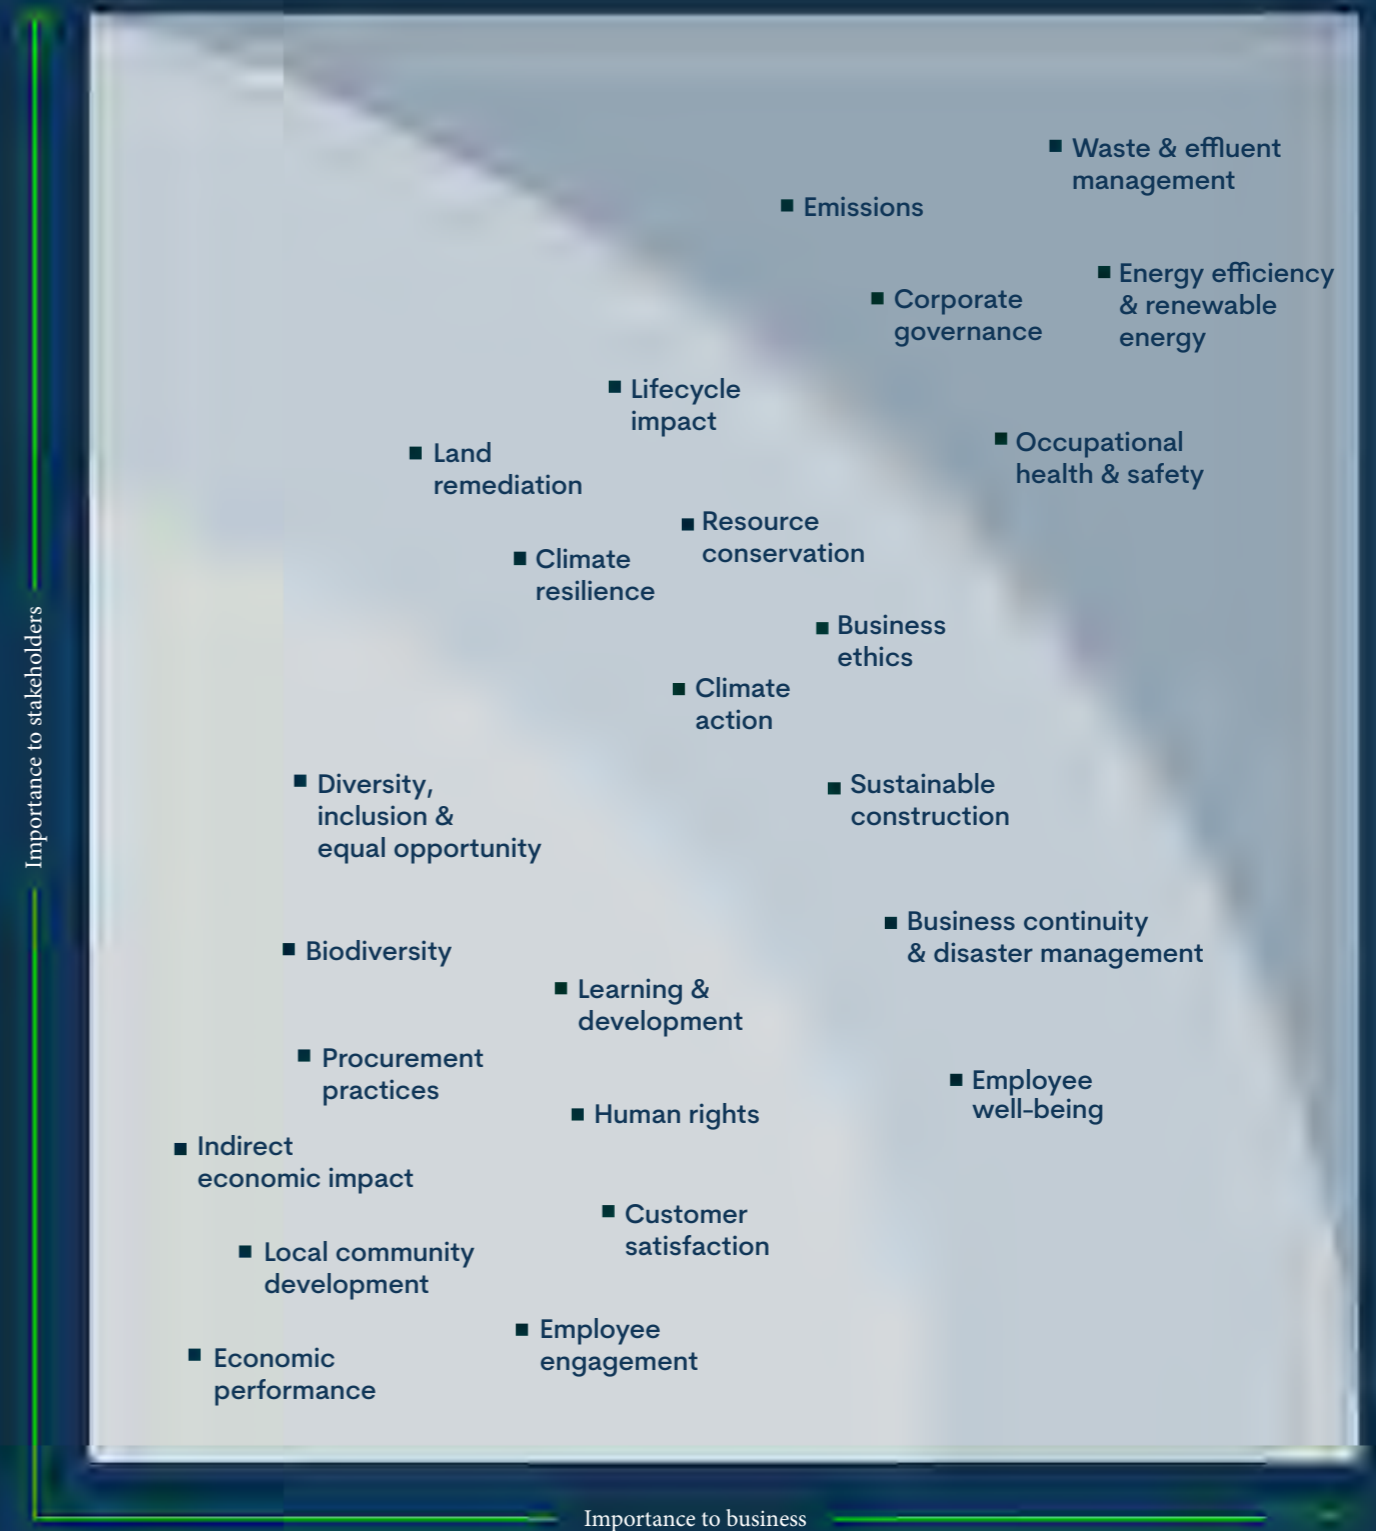 Waste & effluent
management
Emissions
Energy efficiency
& renewable
energy
Corporate
governance
Lifecycle
impact
Occupational
health & safety
Land
remediation
Resource
conservation
Climate
resilience
Business
ethics
Climate
action
Diversity,
inclusion &
equal opportunity
Sustainable
construction
Business continuity
& disaster management
Biodiversity
Learning &
development
Procurement
practices
Employee
well-being
Human rights
Indirect
economic impact
Customer
satisfaction
Local community
development
Employee
engagement
Economic
performance
Importance to stakeholders
Importance to business